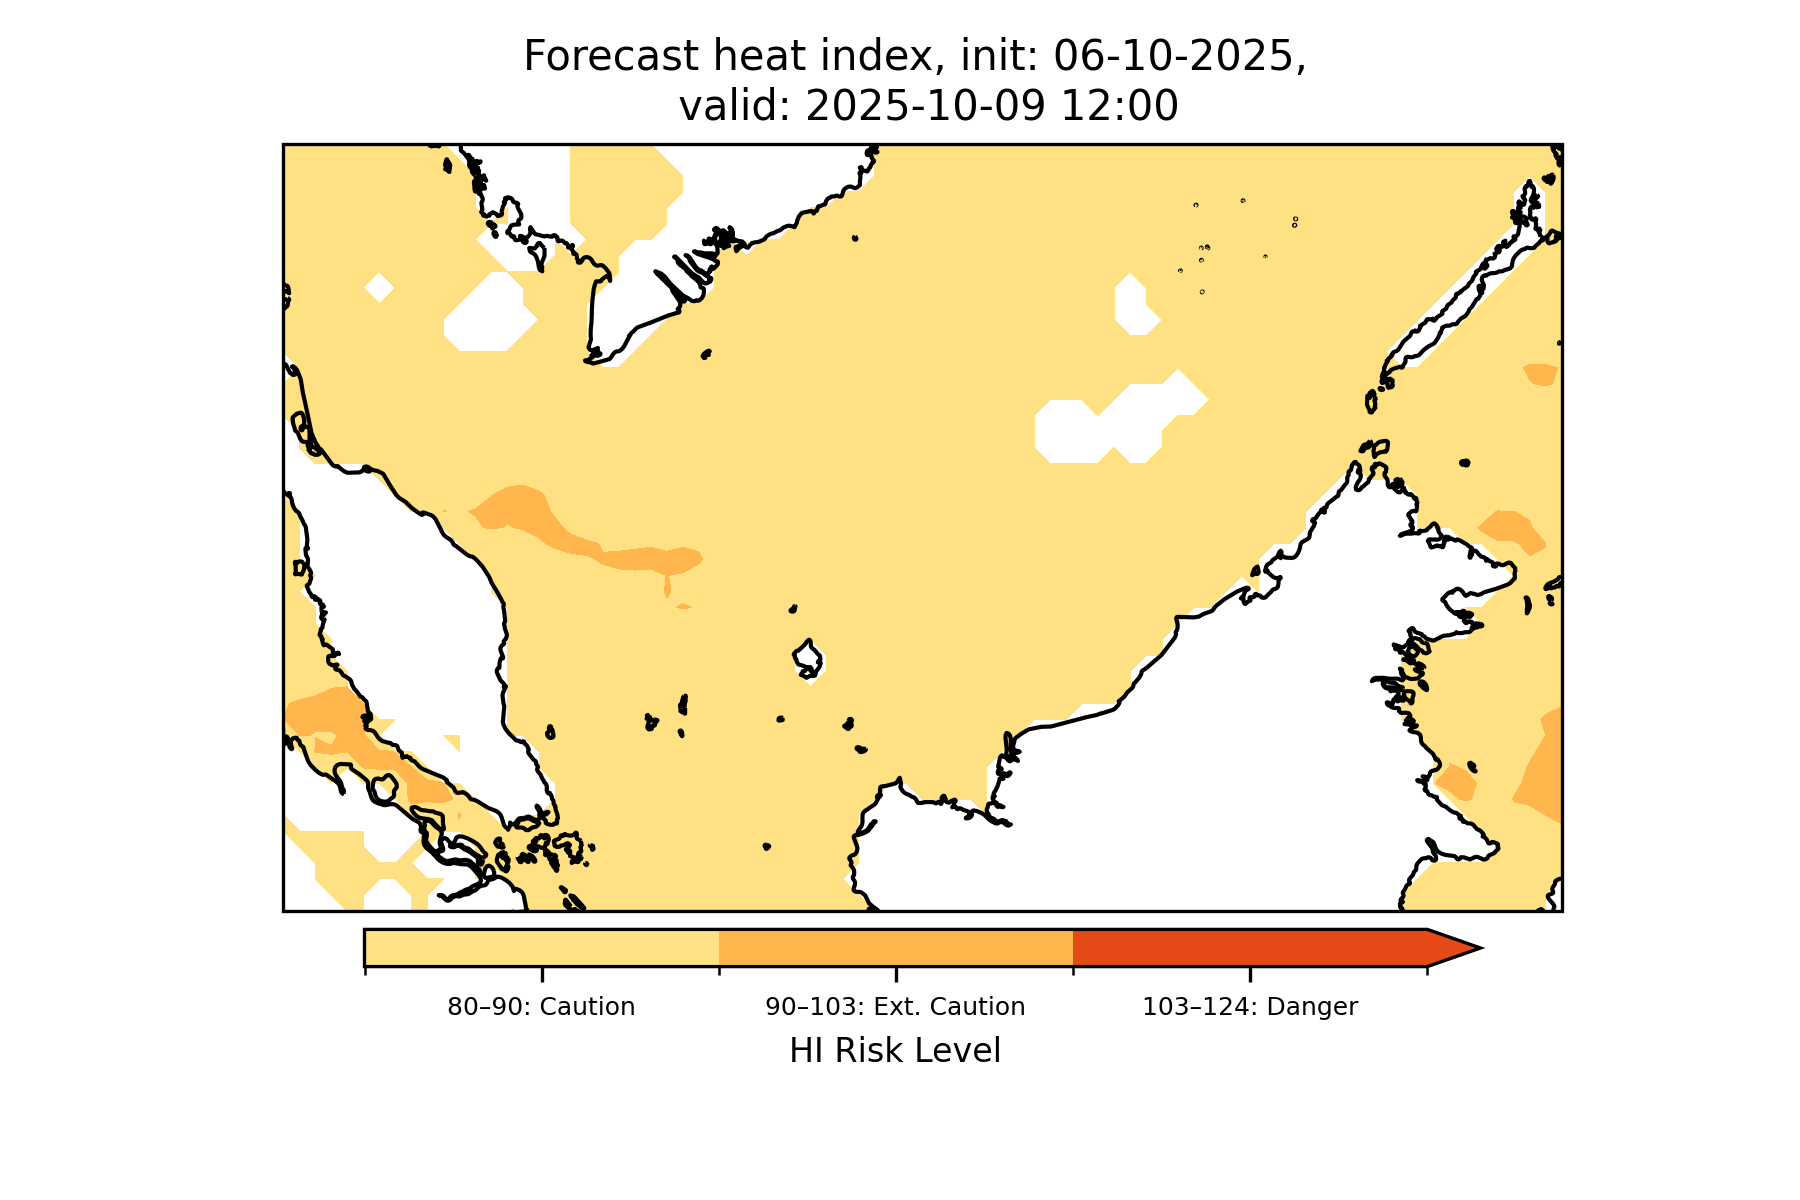 Forecast heat index, init: 06-10-2025,
valid: 2025-10-09 12:00
80–90: Caution
90–103: Ext. Caution
103–124: Danger
HI Risk Level